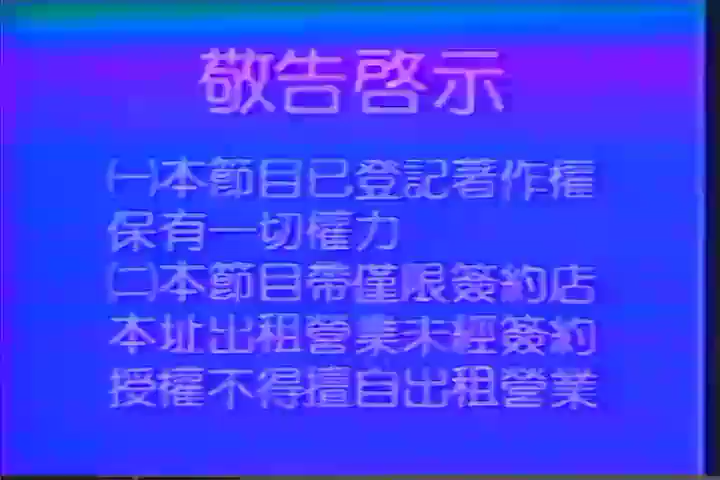 敬告啓示
㈠本節目已登記著作權
保有一切權力
㈡本節目帶僅限簽約店
本址出租營業未經簽約
授權不得擅自出租營業